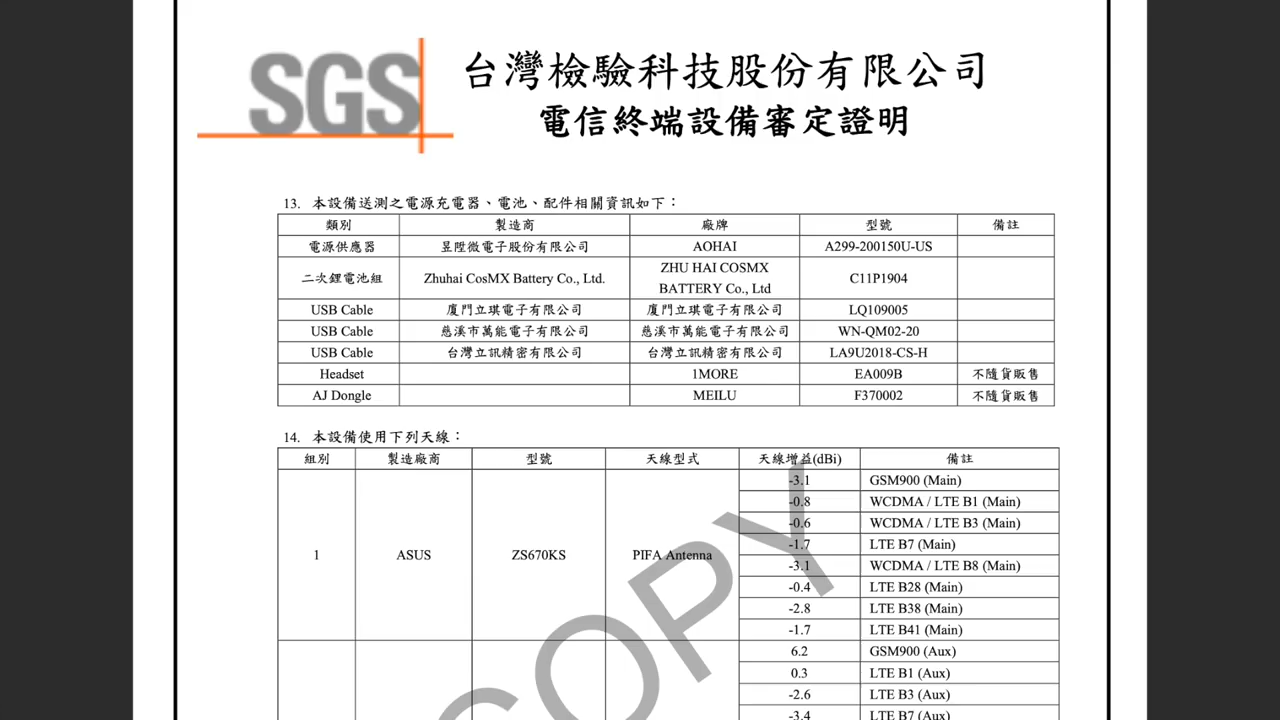 SGS
台灣檢驗科技股份有限公司
電信終端設備審定證明
13. 本設備送測之電源充電器、電池、配件相關資訊如下：
類別 製造商 廠牌 型號 備註
電源供應器 昱陞微電子股份有限公司 AOHAI A299-200150U-US
二次鋰電池組 Zhuhai CosMX Battery Co., Ltd. ZHU HAI COSMX BATTERY Co., Ltd C11P1904
USB Cable 廈門立琪電子有限公司 廈門立琪電子有限公司 LQ109005
USB Cable 慈溪市萬能電子有限公司 慈溪市萬能電子有限公司 WN-QM02-20
USB Cable 台灣立訊精密有限公司 台灣立訊精密有限公司 LA9U2018-CS-H
Headset 1MORE EA009B 不隨貨販售
AJ Dongle MEILU F370002 不隨貨販售
14. 本設備使用下列天線：
組別 製造廠商 型號 天線型式 天線增益(dBi) 備註
1 ASUS ZS670KS PIFA Antenna
-3.1 GSM900 (Main)
-0.8 WCDMA / LTE B1 (Main)
-0.6 WCDMA / LTE B3 (Main)
-1.7 LTE B7 (Main)
-3.1 WCDMA / LTE B8 (Main)
-0.4 LTE B28 (Main)
-2.8 LTE B38 (Main)
-1.7 LTE B41 (Main)
6.2 GSM900 (Aux)
0.3 LTE B1 (Aux)
-2.6 LTE B3 (Aux)
-3.4 LTE B7 (Aux)
COPY